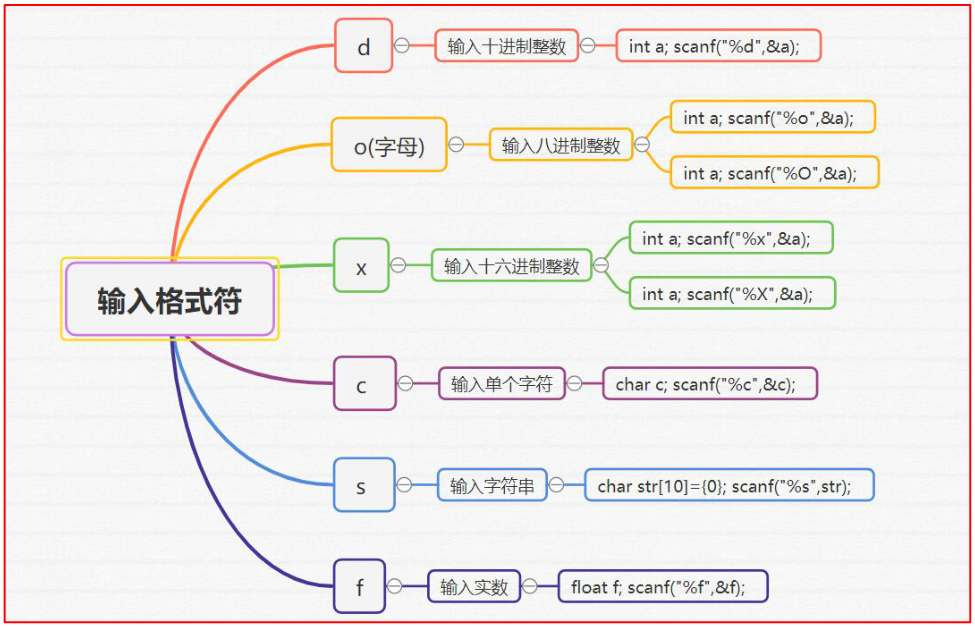 d
输入十进制整数
int a; scanf("%d",&a);
o(字母)
输入八进制整数
int a; scanf("%o",&a);
int a; scanf("%O",&a);
输入格式符
x
输入十六进制整数
int a; scanf("%x",&a);
int a; scanf("%X",&a);
c
输入单个字符
char c; scanf("%c",&c);
s
输入字符串
char str[10]={0}; scanf("%s",str);
f
输入实数
float f; scanf("%f",&f);